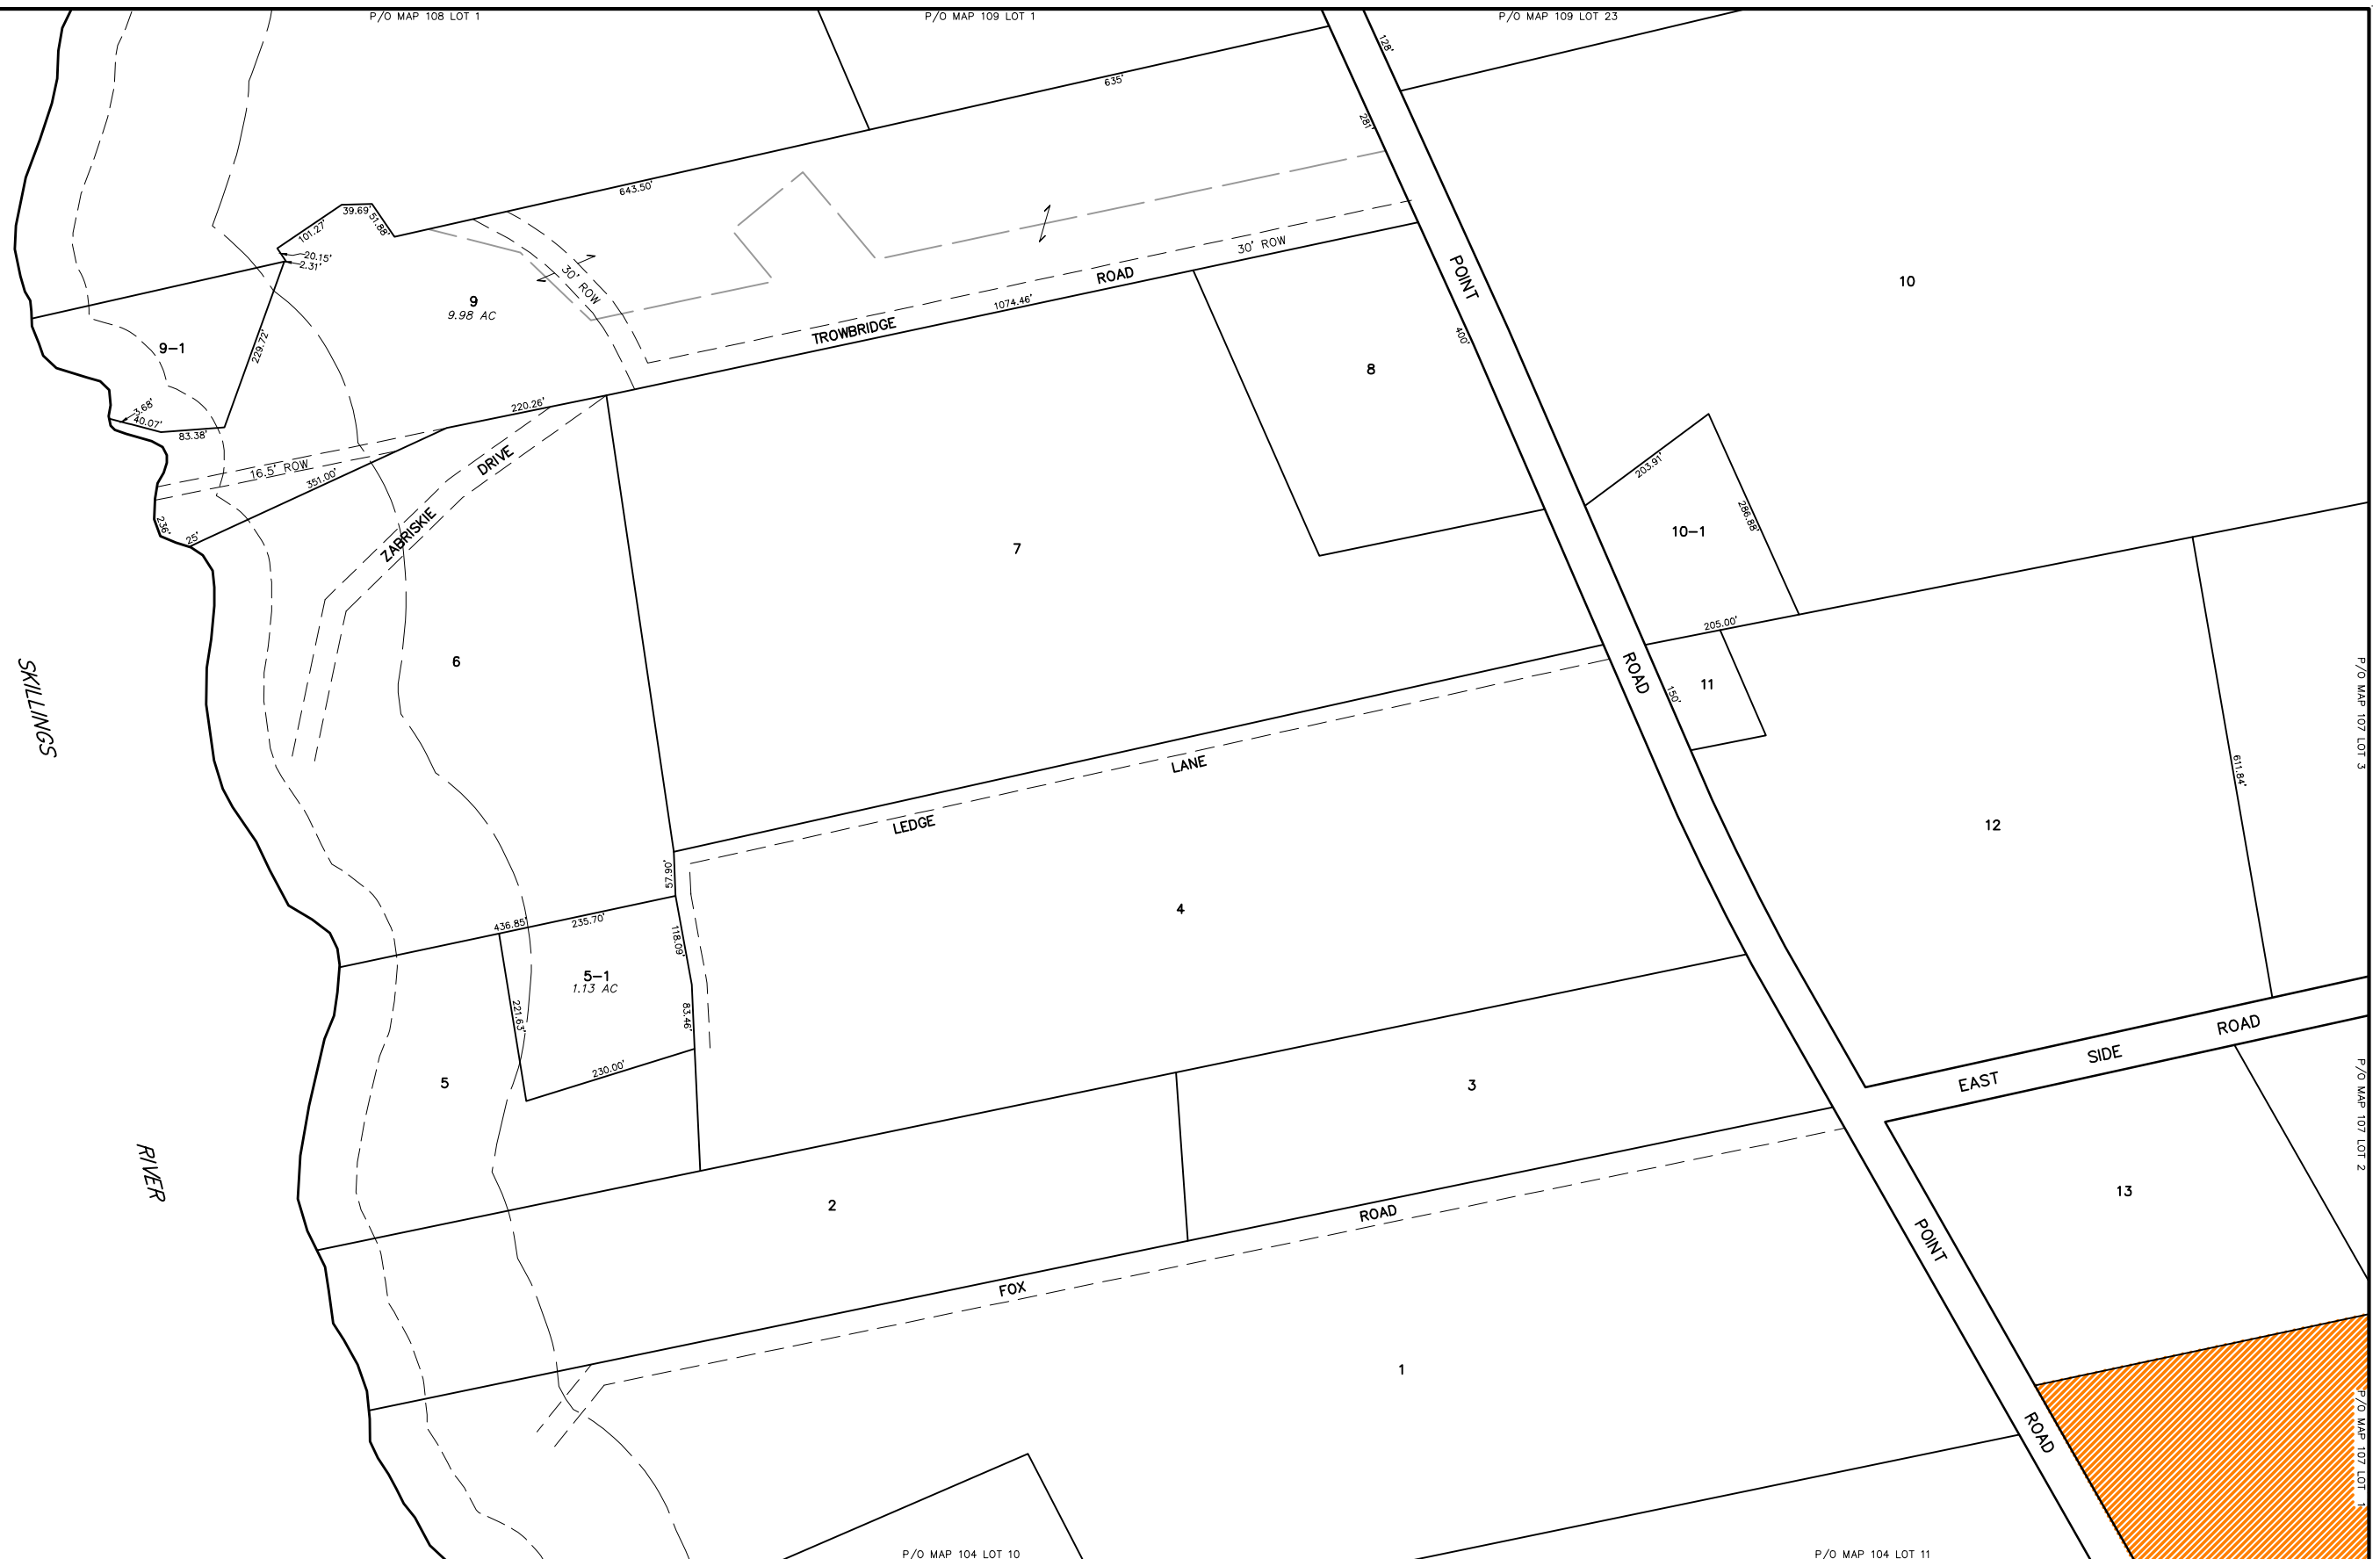 P/O MAP 108 LOT 1
P/O MAP 109 LOT 1
P/O MAP 109 LOT 23
128'
635'
281'
643.50'
39.69'
51.88'
101.27'
20.15'
2.31'
30' ROW
30' ROW
TROWBRIDGE ROAD
1074.46'
POINT ROAD
10
9
9.98 AC
9-1
229.72'
400'
8
3.68'
40.07'
83.38'
220.26'
16.5' ROW
351.00'
ZABRISKIE DRIVE
203.91'
286.88'
10-1
236'
25'
7
205.00'
6
11
150'
SKILLINGS RIVER
P/O MAP 107 LOT 3
611.84'
LEDGE LANE
12
57.90'
436.85'
235.70'
118.09'
4
5-1
1.13 AC
221.63'
83.46'
230.00'
5
3
EAST SIDE ROAD
P/O MAP 107 LOT 2
13
2
FOX ROAD
POINT ROAD
1
P/O MAP 107 LOT 1
P/O MAP 104 LOT 10
P/O MAP 104 LOT 11